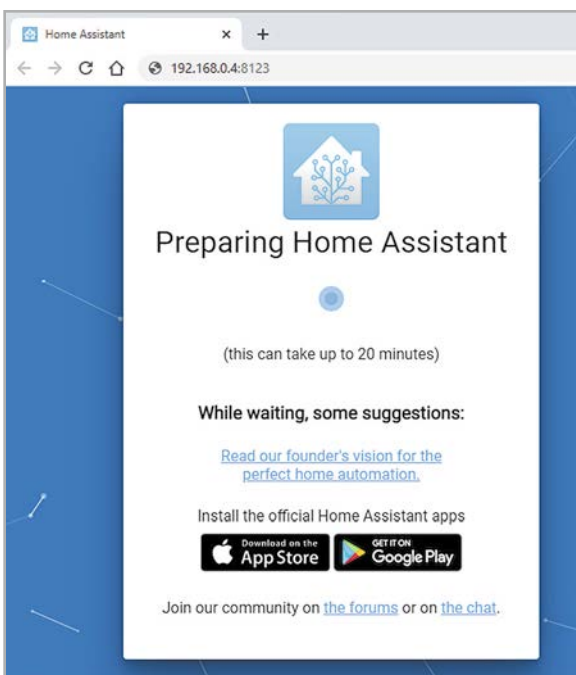 Home Assistant
192.168.0.4:8123
Preparing Home Assistant
(this can take up to 20 minutes)
While waiting, some suggestions:
Read our founder's vision for the
perfect home automation.
Install the official Home Assistant apps
Download on the
App Store
GET IT ON
Google Play
Join our community on the forums or on the chat.